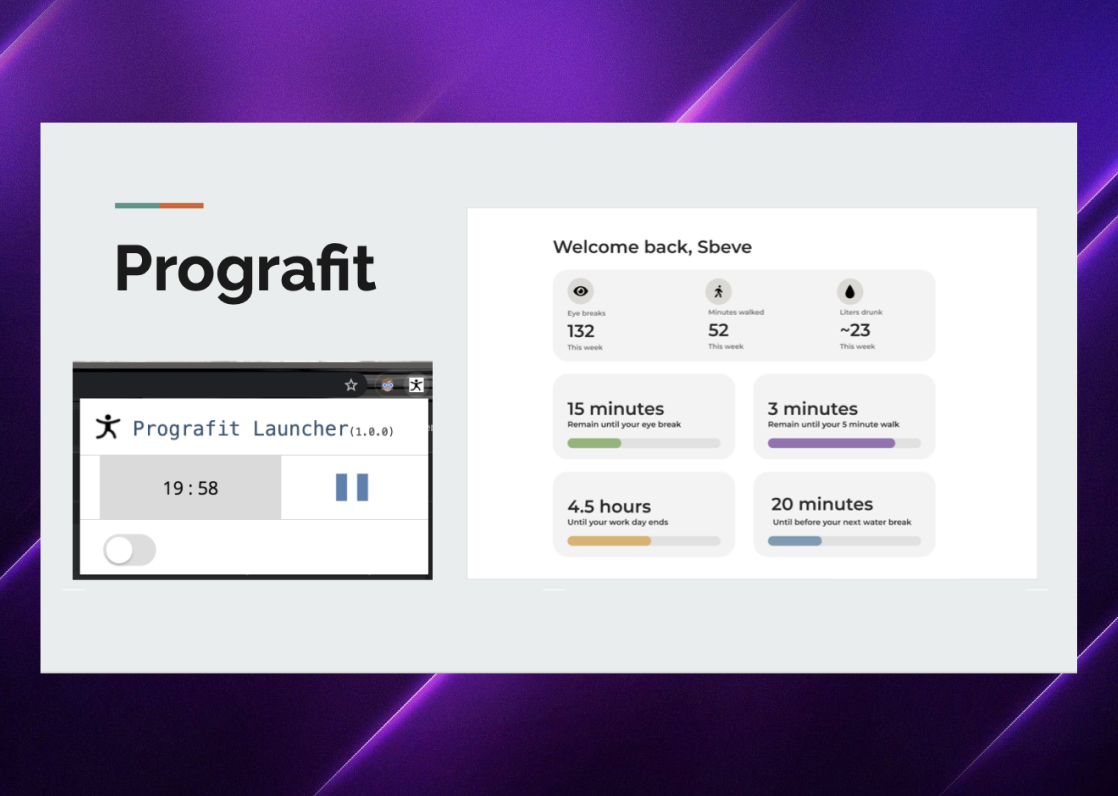 Prografit
Prografit Launcher(1.0.0)
19:58
Welcome back, Sbeve
Eye breaks
132
This week
Minutes walked
52
This week
Liters drunk
~23
This week
15 minutes
Remain until your eye break
3 minutes
Remain until your 5 minute walk
4.5 hours
Until your work day ends
20 minutes
Until before your next water break